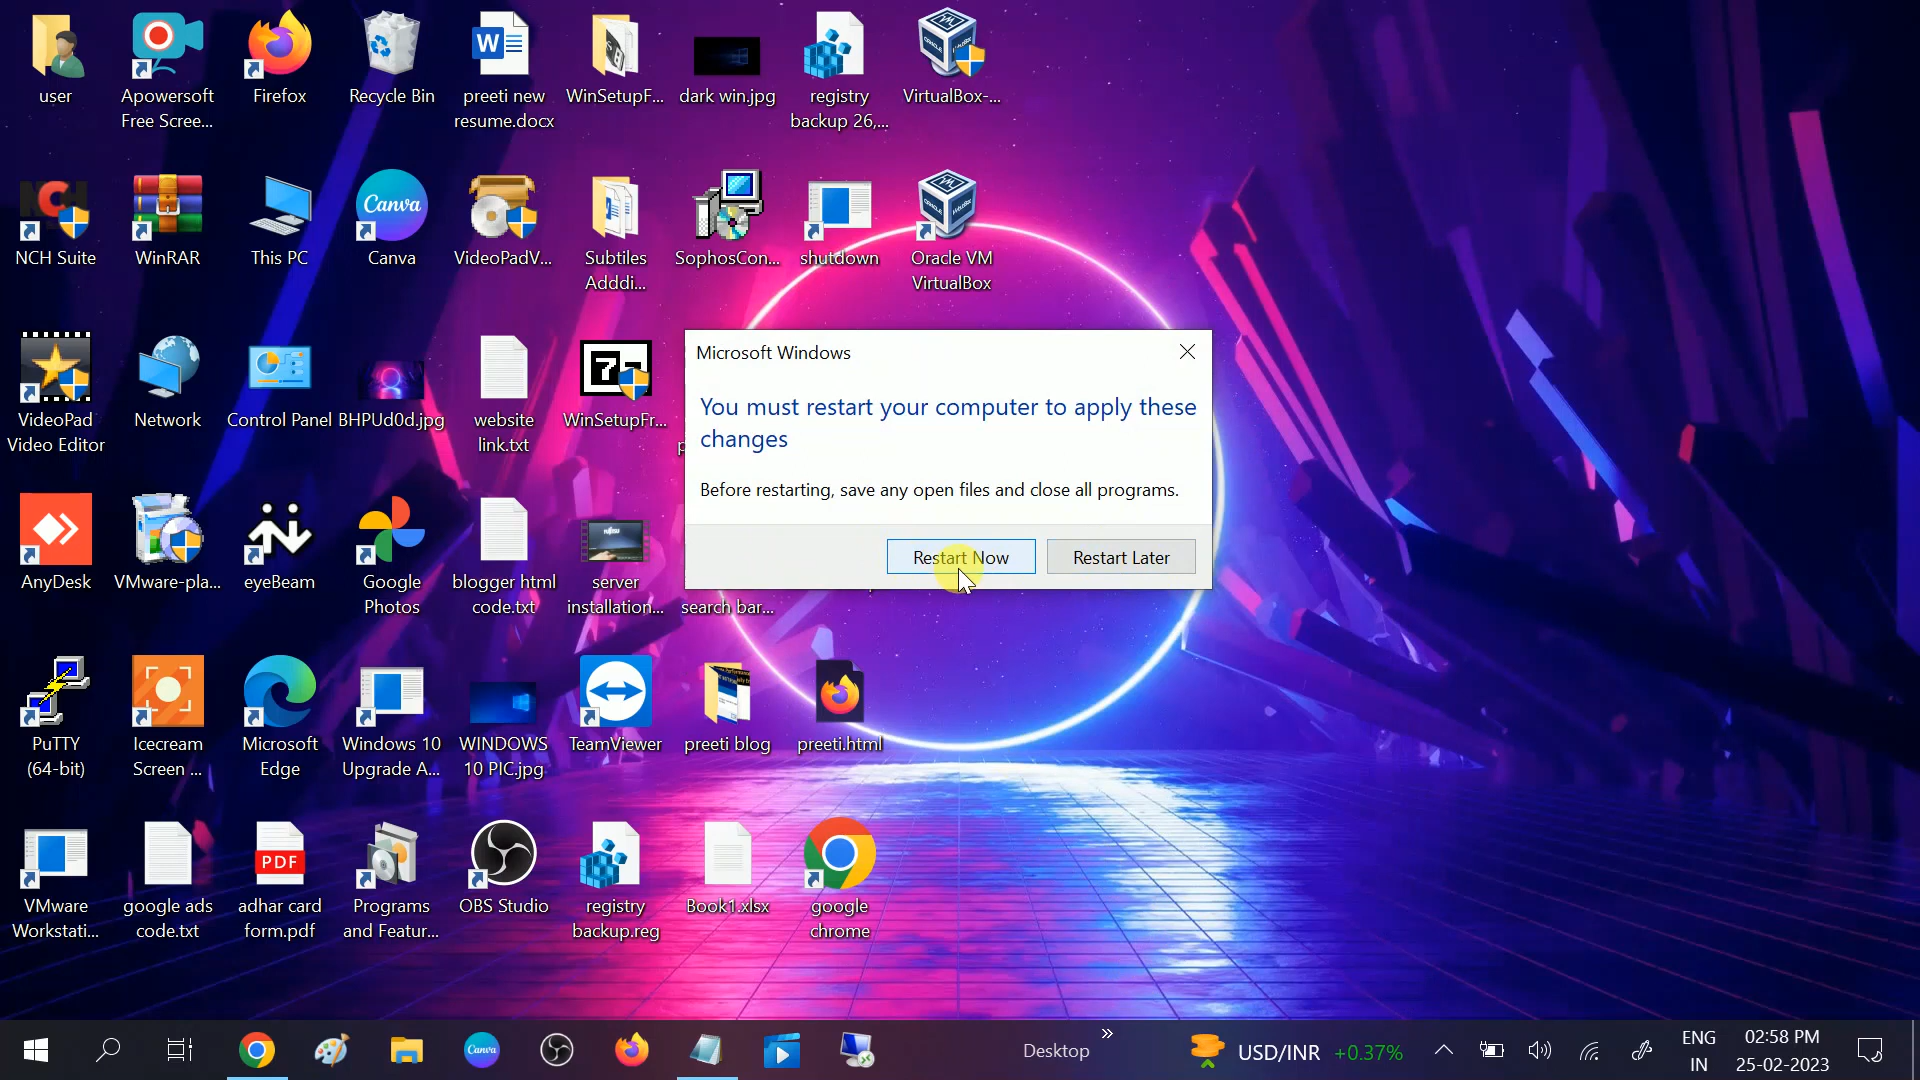 user
Apowersoft
Free Scree...
Firefox
Recycle Bin
preeti new
resume.docx
WinSetupF...
dark win.jpg
registry
backup 26,...
VirtualBox-...
NCH Suite
WinRAR
This PC
Canva
Canva
VideoPadV...
Subtiles
Adddi...
SophosCon...
shutdown
Oracle VM
VirtualBox
VideoPad
Video Editor
Network
Control Panel
BHPUd0d.jpg
website
link.txt
WinSetupFr...
Microsoft Windows
You must restart your computer to apply these
changes
Before restarting, save any open files and close all programs.
Restart Now
Restart Later
AnyDesk
VMware-pla...
eyeBeam
Google
Photos
blogger html
code.txt
server
installation...
search bar...
PuTTY
(64-bit)
Icecream
Screen ...
Microsoft
Edge
Windows 10
Upgrade A...
WINDOWS
10 PIC.jpg
TeamViewer
preeti blog
preeti.html
VMware
Workstati...
google ads
code.txt
PDF
adhar card
form.pdf
Programs
and Featur...
OBS Studio
registry
backup.reg
Book1.xlsx
google
chrome
Canva
Desktop
USD/INR +0.37%
ENG
IN
02:58 PM
25-02-2023